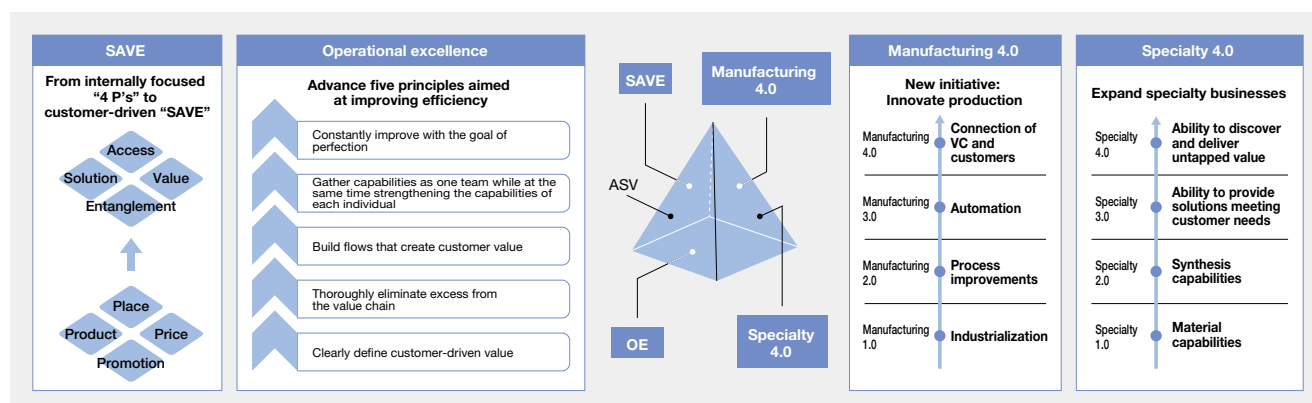 SAVE
From internally focused
“4 P’s” to
customer-driven “SAVE”
Access
Solution
Value
Entanglement
Place
Product
Price
Promotion
Operational excellence
Advance five principles aimed
at improving efficiency
Constantly improve with the goal of
perfection
Gather capabilities as one team while at the
same time strengthening the capabilities of
each individual
Build flows that create customer value
Thoroughly eliminate excess from
the value chain
Clearly define customer-driven value
SAVE
Manufacturing
4.0
ASV
OE
Specialty
4.0
Manufacturing 4.0
New initiative:
Innovate production
Manufacturing
4.0
Connection of
VC and
customers
Manufacturing
3.0
Automation
Manufacturing
2.0
Process
improvements
Manufacturing
1.0
Industrialization
Specialty 4.0
Expand specialty businesses
Specialty
4.0
Ability to discover
and deliver
untapped value
Specialty
3.0
Ability to provide
solutions meeting
customer needs
Specialty
2.0
Synthesis
capabilities
Specialty
1.0
Material
capabilities